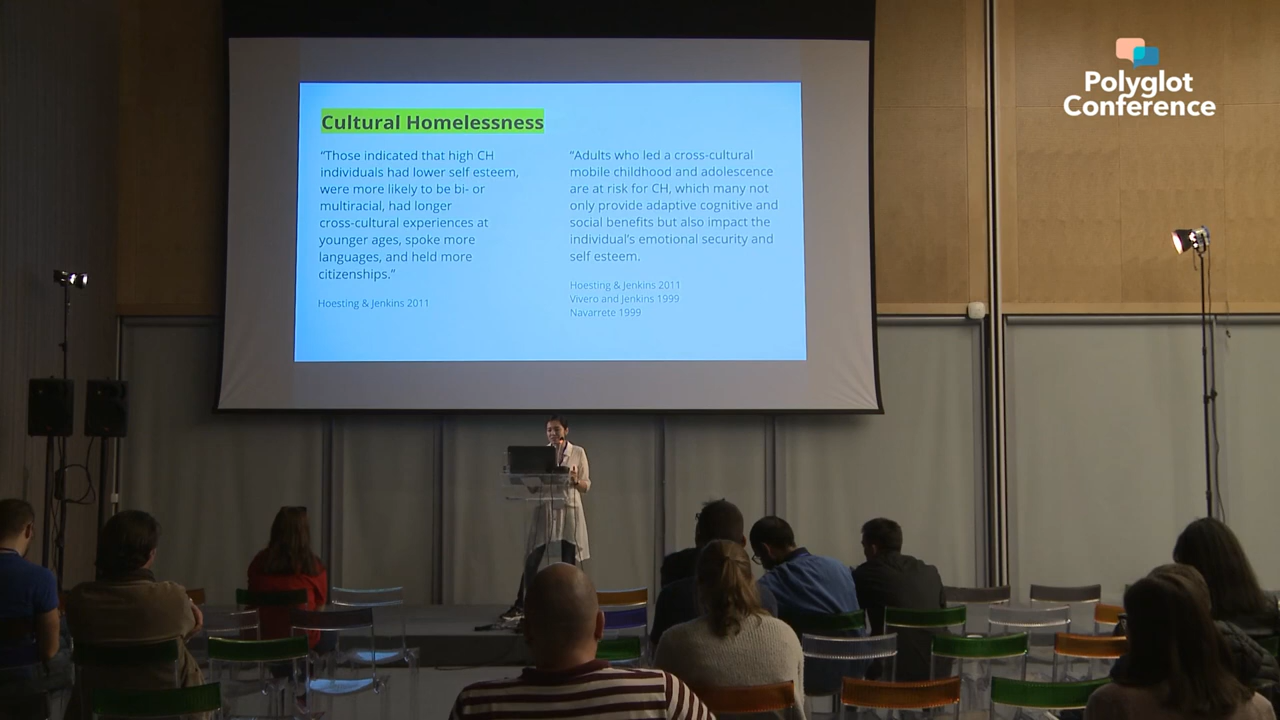 Cultural Homelessness
“Those indicated that high CH
individuals had lower self esteem,
were more likely to be bi- or
multiracial, had longer
cross-cultural experiences at
younger ages, spoke more
languages, and held more
citizenships.”
Hoesting & Jenkins 2011
“Adults who led a cross-cultural
mobile childhood and adolescence
are at risk for CH, which many not
only provide adaptive cognitive and
social benefits but also impact the
individual’s emotional security and
self esteem.
Hoesting & Jenkins 2011
Vivero and Jenkins 1999
Navarrete 1999
Polyglot
Conference